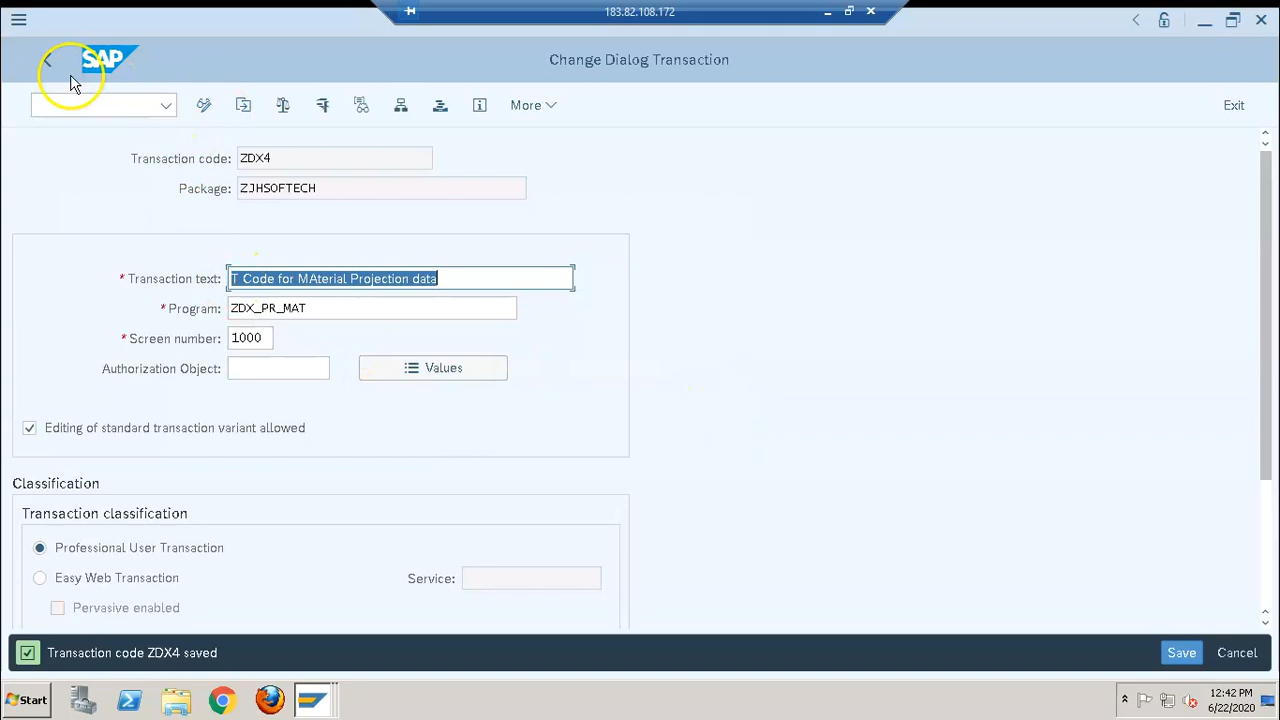 183.82.108.172
SAP
Change Dialog Transaction
More
Exit
Transaction code: ZDX4
Package: ZJHSOFTECH
* Transaction text: T Code for MAterial Projection data
* Program: ZDX_PR_MAT
* Screen number: 1000
Authorization Object:
Values
Editing of standard transaction variant allowed
Classification
Transaction classification
Professional User Transaction
Easy Web Transaction
Service:
Pervasive enabled
Transaction code ZDX4 saved
Save
Cancel
Start
12:42 PM
6/22/2020